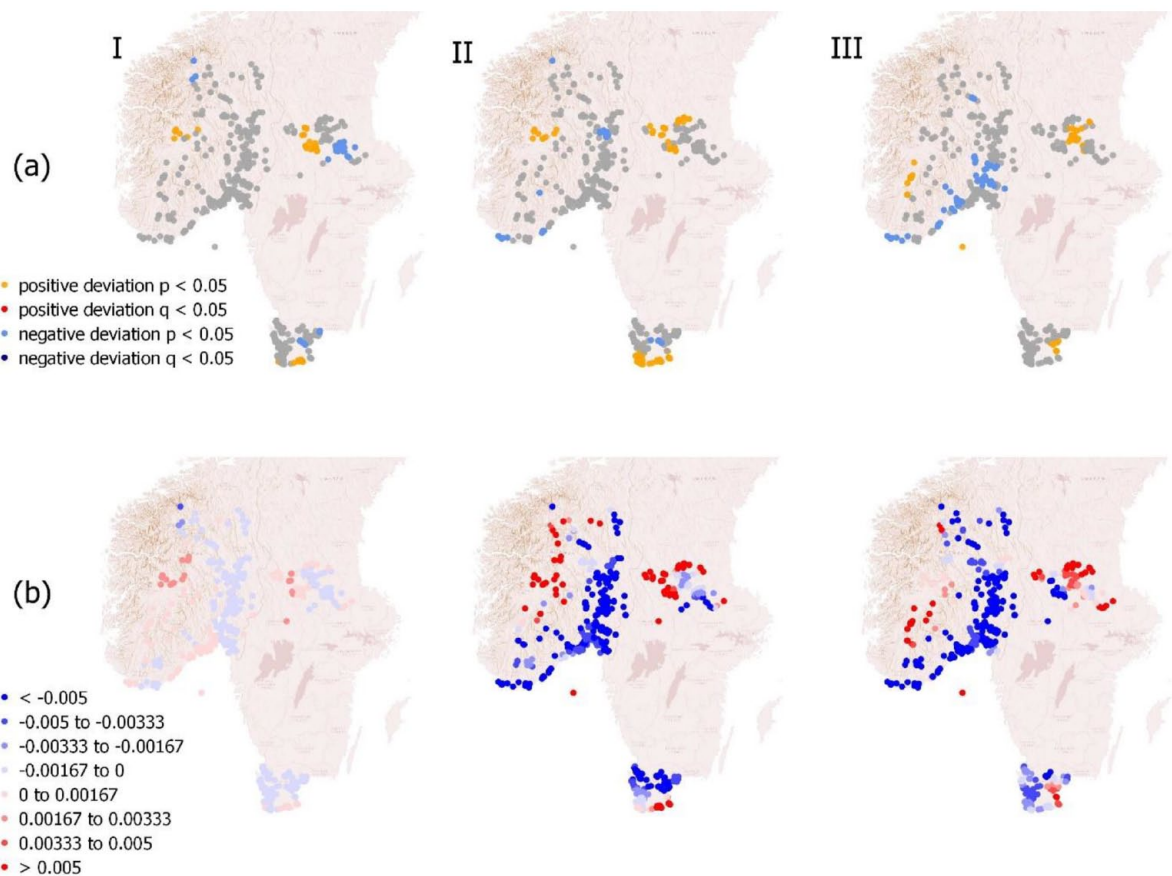 I II III
(a)
positive deviation p < 0.05
positive deviation q < 0.05
negative deviation p < 0.05
negative deviation q < 0.05
(b)
< -0.005
-0.005 to -0.00333
-0.00333 to -0.00167
-0.00167 to 0
0 to 0.00167
0.00167 to 0.00333
0.00333 to 0.005
> 0.005